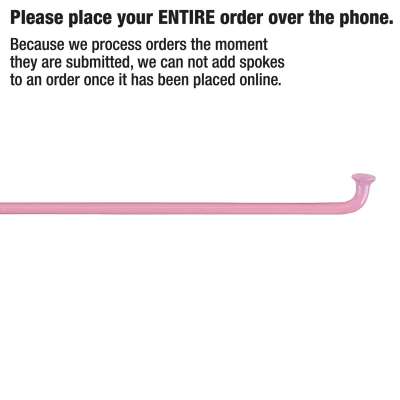 Please place your ENTIRE order over the phone.
Because we process orders the moment
they are submitted, we can not add spokes
to an order once it has been placed online.